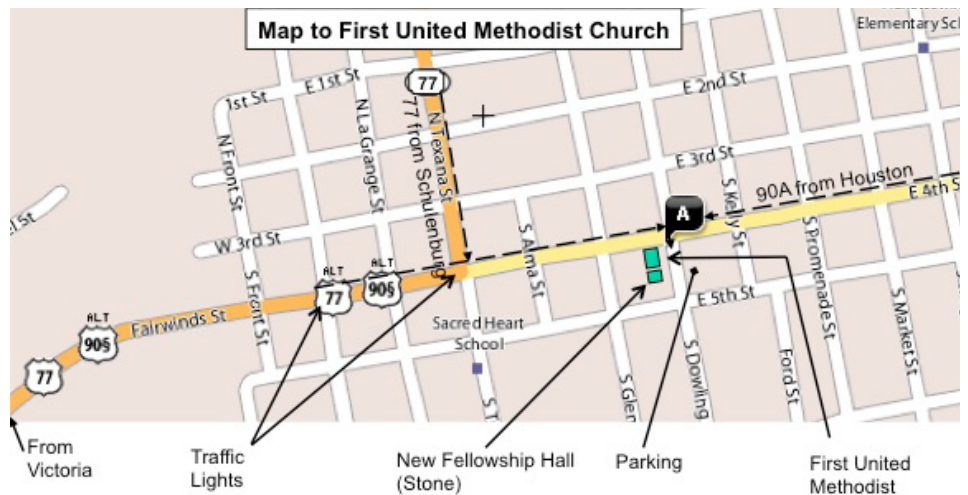 Map to First United Methodist Church
Elementary Sc
77
1st St
E 1st St
E 2nd St
N Front St
N La Grange St
N Texana St
77 from Schulenburg
E 3rd St
90A from Houston
E 4th S
A
S Kelly St
S Promenade St
el St
W 3rd St
S Alma St
S Front St
ALT
77
ALT
90§
E 5th St
Fairwinds St
ALT
90§
77
Sacred Heart
School
S T
S Glen
S Dowling
Ford St
S Market St
From
Victoria
Traffic
Lights
New Fellowship Hall
(Stone)
Parking
First United
Methodist